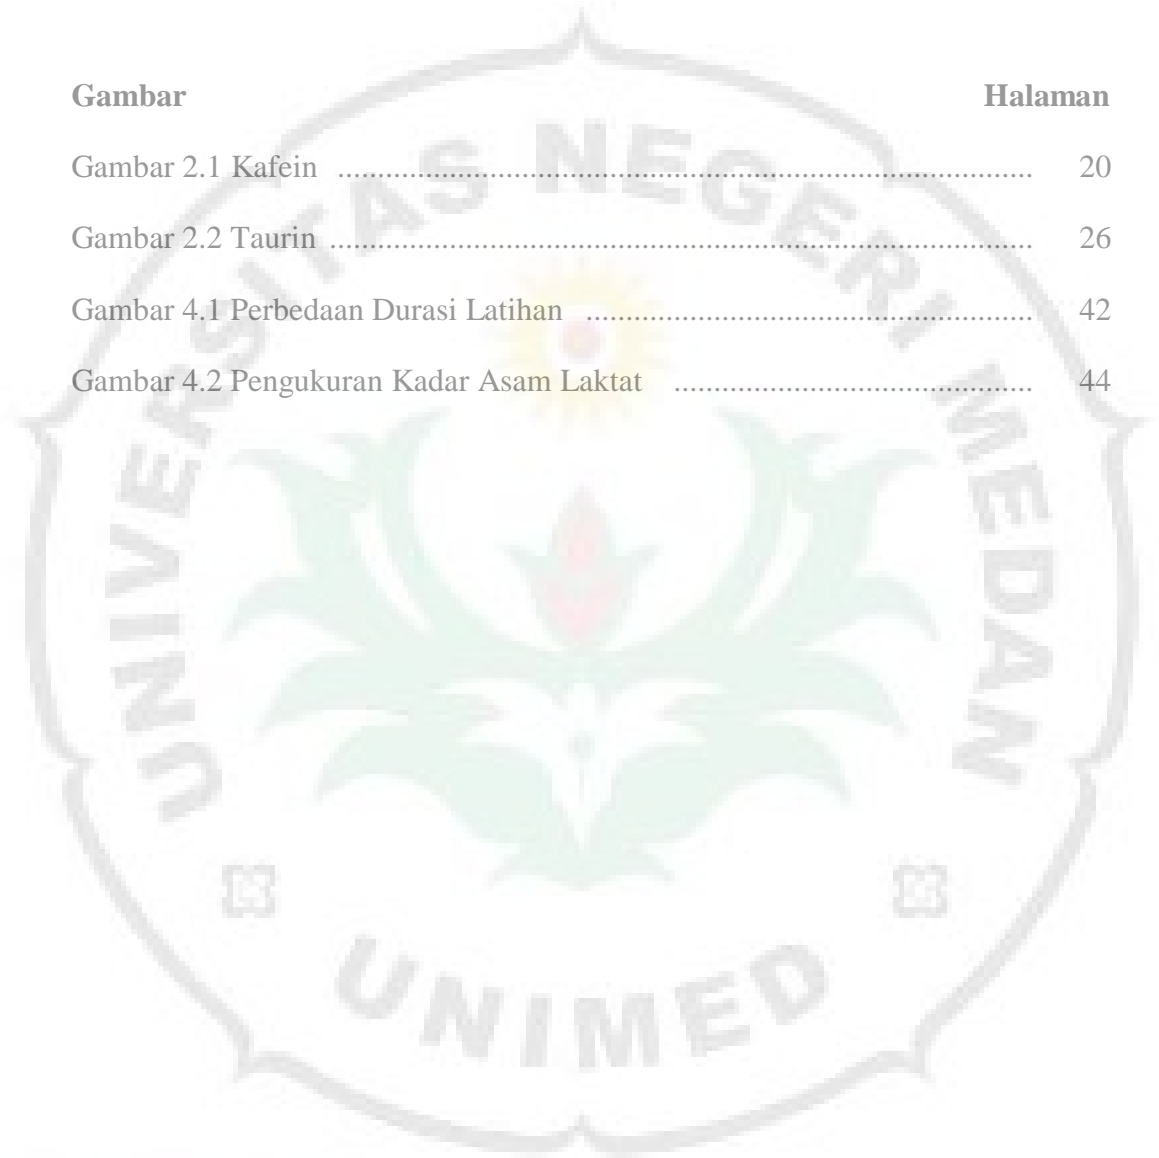 Gambar Halaman
Gambar 2.1 Kafein ........................................................................................ 20
Gambar 2.2 Taurin ......................................................................................... 26
Gambar 4.1 Perbedaan Durasi Latihan ......................................................... 42
Gambar 4.2 Pengukuran Kadar Asam Laktat .............................................. 44
UNIVERSITAS NEGERI MEDAN
UNIMED